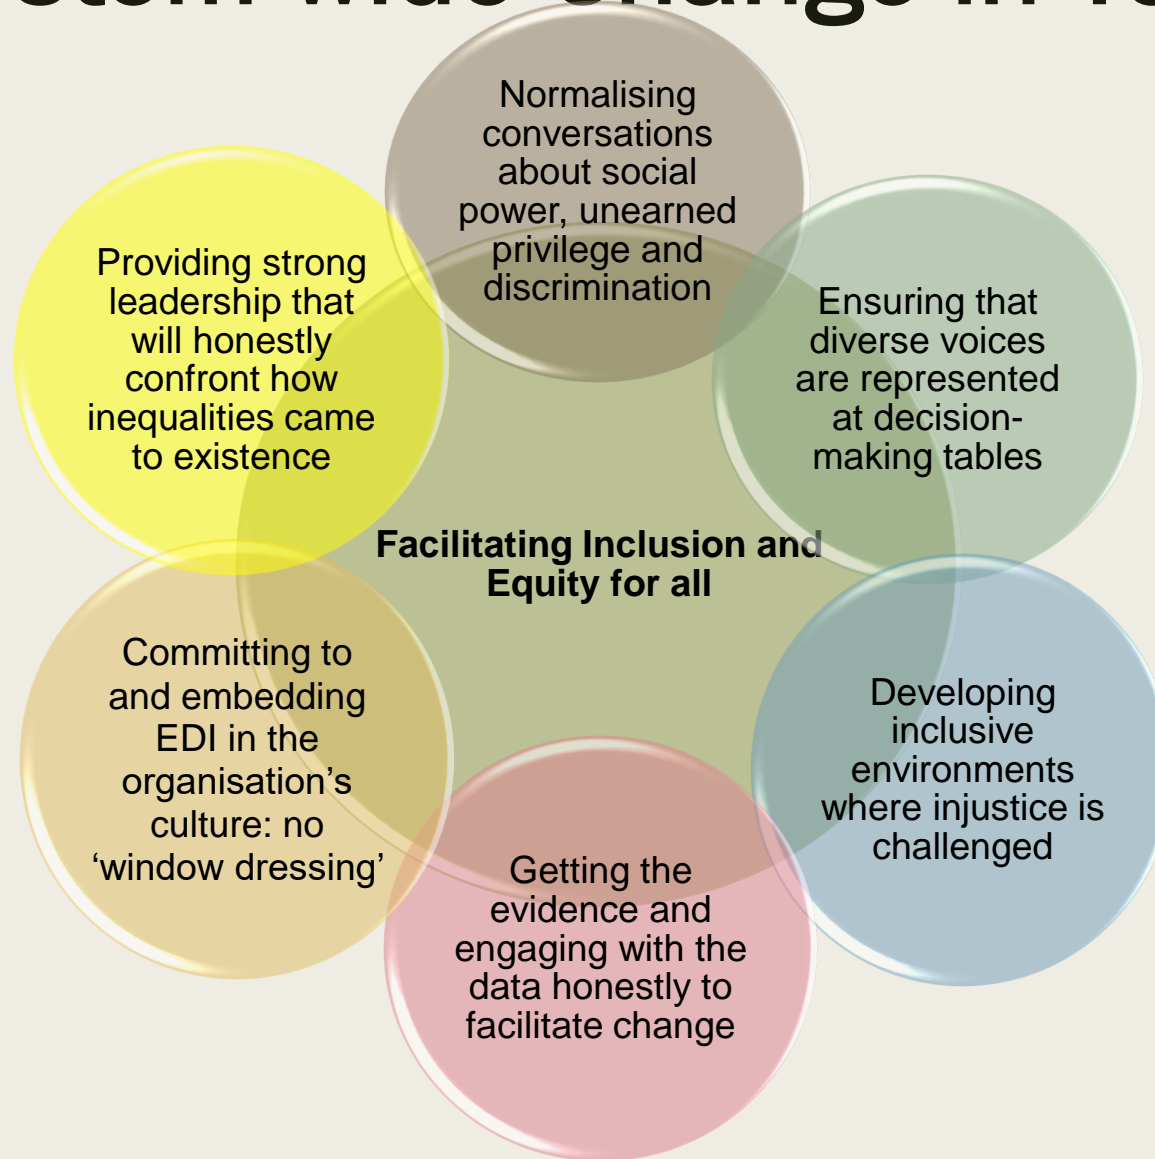 wide change in
Normalising
conversations
about social
power, unearned
privilege and
discrimination
Ensuring that
diverse voices
are represented
at decision-
making tables
Developing
inclusive
environments
where injustice is
challenged
Getting the
evidence and
engaging with the
data honestly to
facilitate change
Committing to
and embedding
EDI in the
organisation’s
culture: no
‘window dressing’
Providing strong
leadership that
will honestly
confront how
inequalities came
to existence
Facilitating Inclusion and
Equity for all